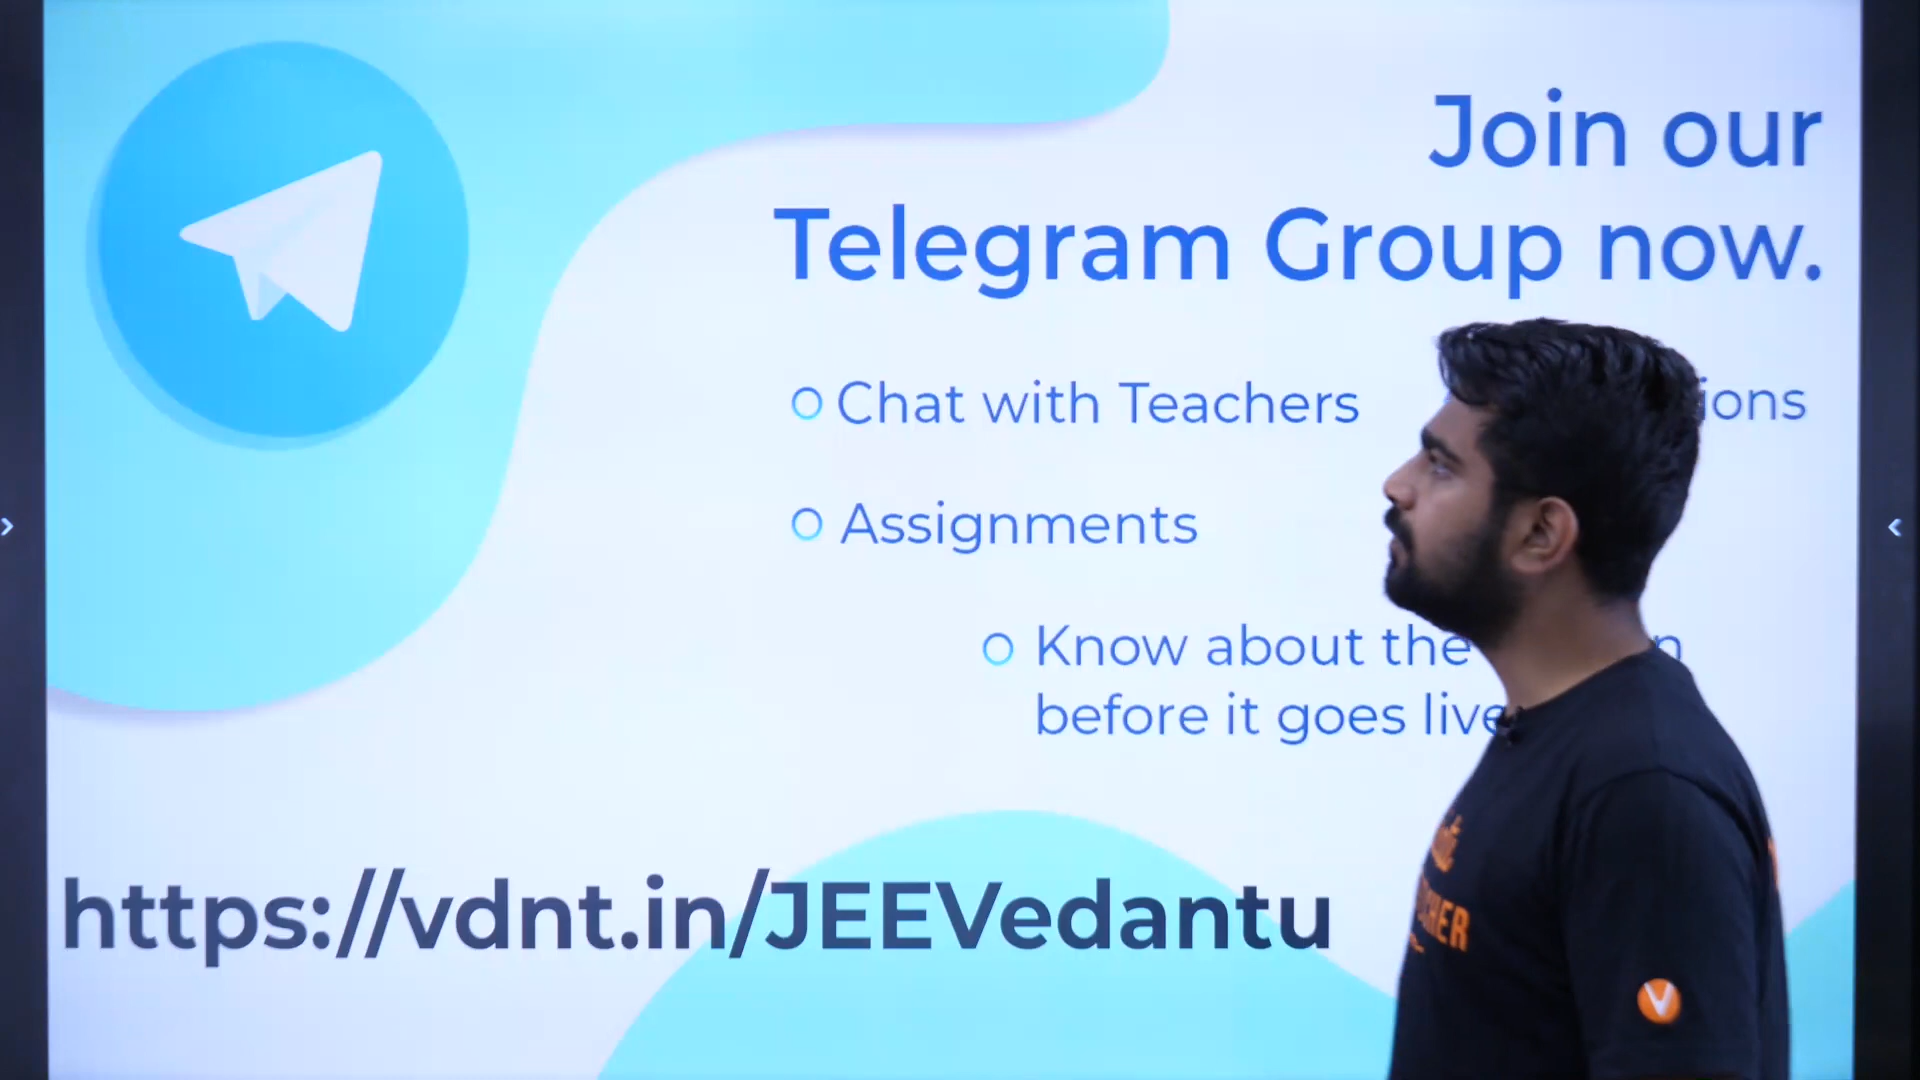 Join our
Telegram Group now.
Chat with Teachers
Assignments
Know about the
before it goes live
https://vdnt.in/JEEVedantu
V